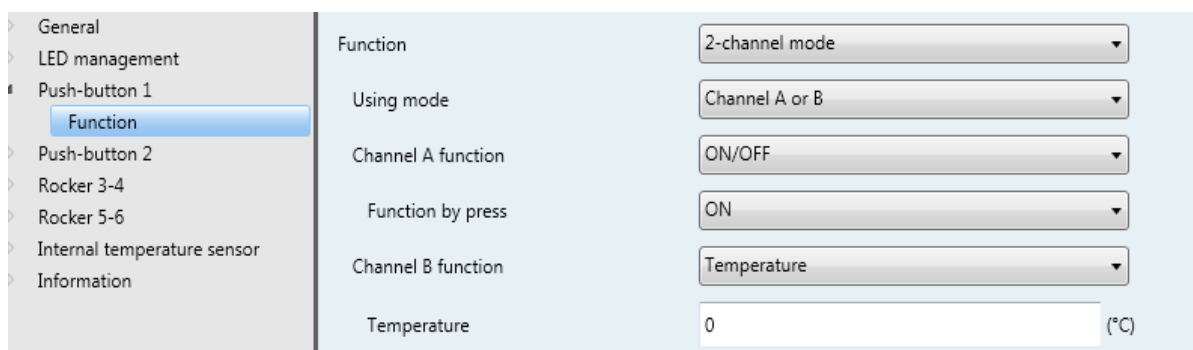 General
LED management
Push-button 1
Function
Push-button 2
Rocker 3-4
Rocker 5-6
Internal temperature sensor
Information
Function 2-channel mode
Using mode Channel A or B
Channel A function ON/OFF
Function by press ON
Channel B function Temperature
Temperature 0 (°C)